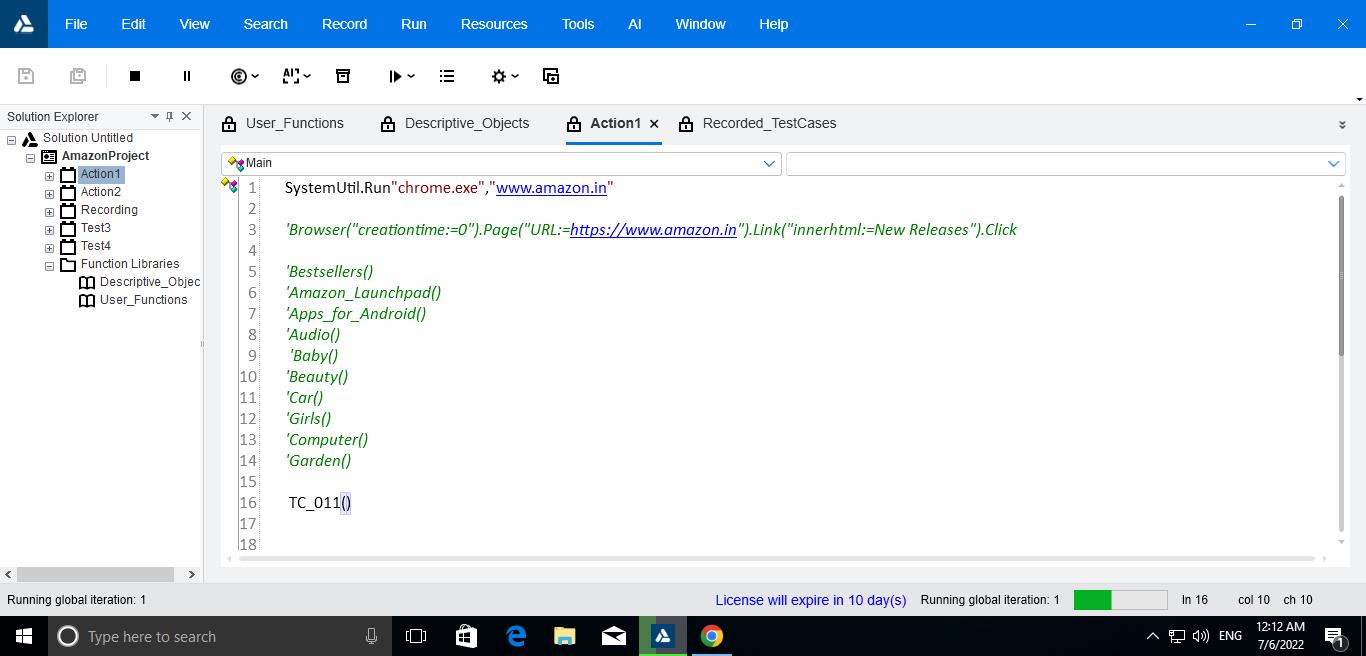 File Edit View Search Record Run Resources Tools AI Window Help
Solution Explorer
Solution Untitled
AmazonProject
Action1
Action2
Recording
Test3
Test4
Function Libraries
Descriptive_Objec
User_Functions
User_Functions Descriptive_Objects Action1 Recorded_TestCases
Main
1 SystemUtil.Run"chrome.exe","www.amazon.in"
2
3 'Browser("creationtime:=0").Page("URL:=https://www.amazon.in").Link("innerhtml:=New Releases").Click
4
5 'Bestsellers()
6 'Amazon_Launchpad()
7 'Apps_for_Android()
8 'Audio()
9 'Baby()
10 'Beauty()
11 'Car()
12 'Girls()
13 'Computer()
14 'Garden()
15
16 TC_011()
17
18
Running global iteration: 1 License will expire in 10 day(s) Running global iteration: 1 ln 16 col 10 ch 10
Type here to search ENG 12:12 AM
7/6/2022 1